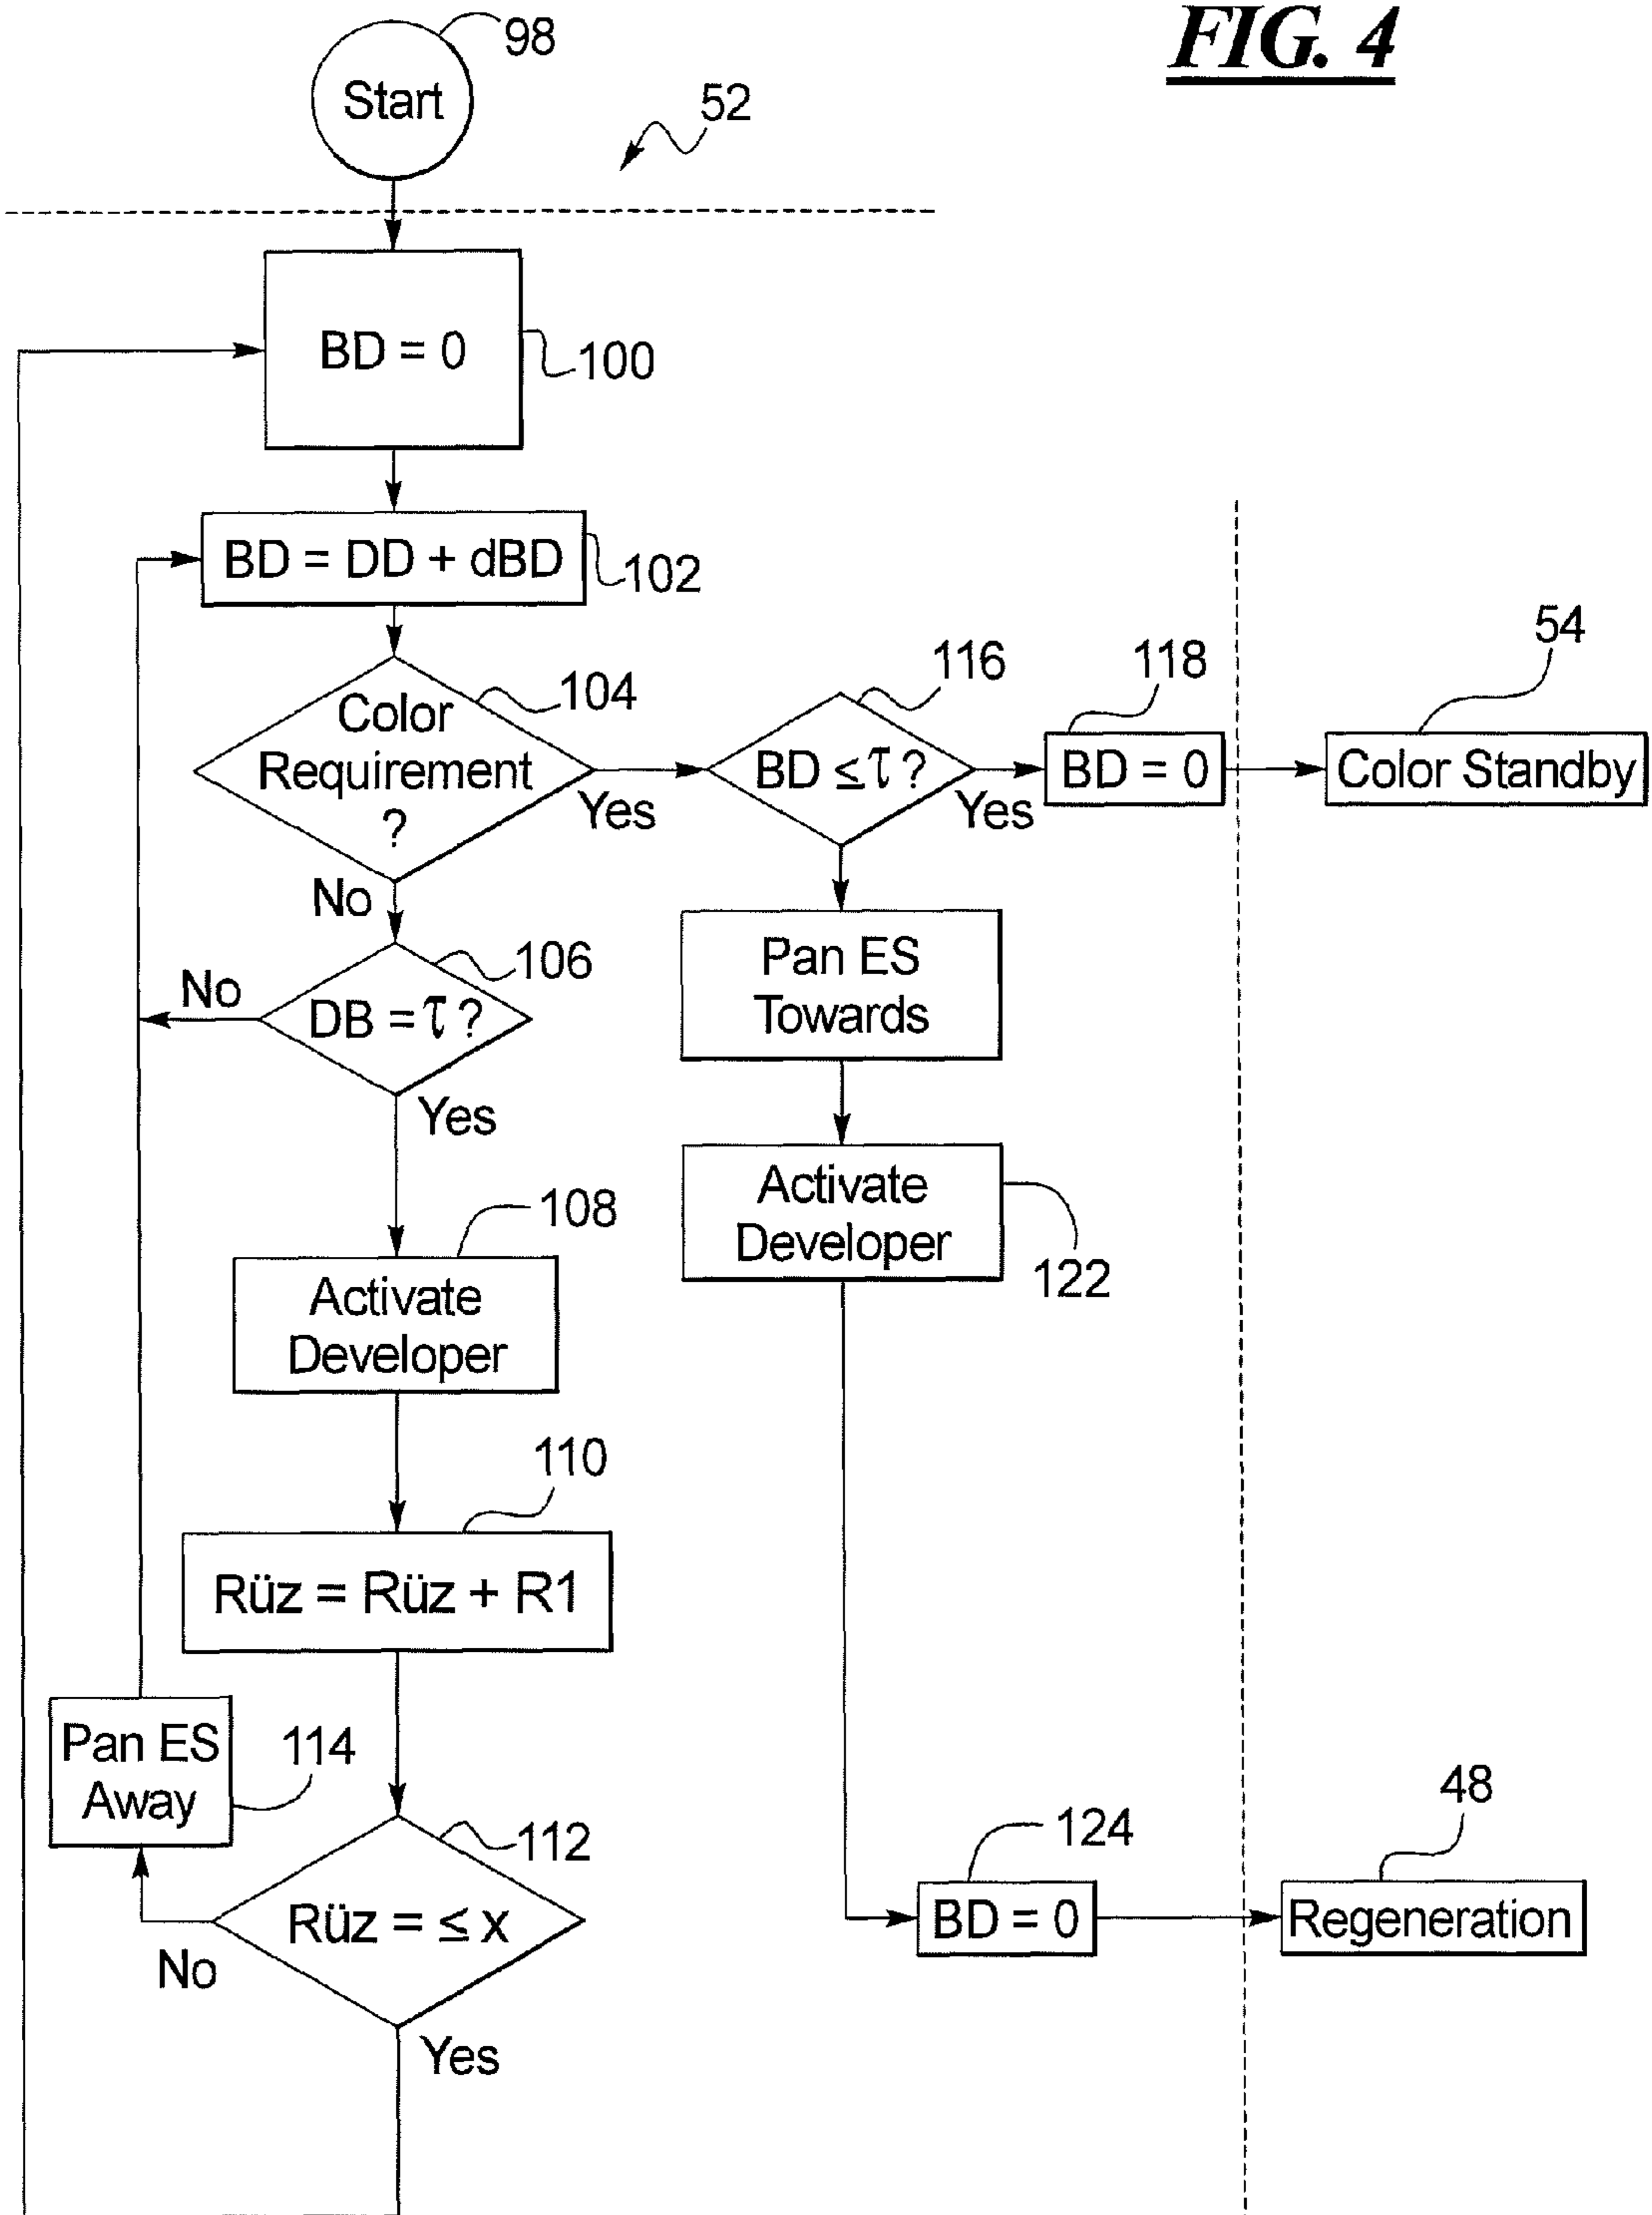 FIG. 4
98
Start
52
BD = 0
100
BD = DD + dBD
102
Color
Requirement
?
104
Yes
No
116
BD ≤ τ ?
Yes
118
BD = 0
54
Color Standby
106
DB = τ ?
No
Yes
Pan ES
Towards
108
Activate
Developer
Activate
Developer
122
110
Rüz = Rüz + R1
Pan ES
Away
114
112
Rüz = ≤ x
No
Yes
124
BD = 0
48
Regeneration